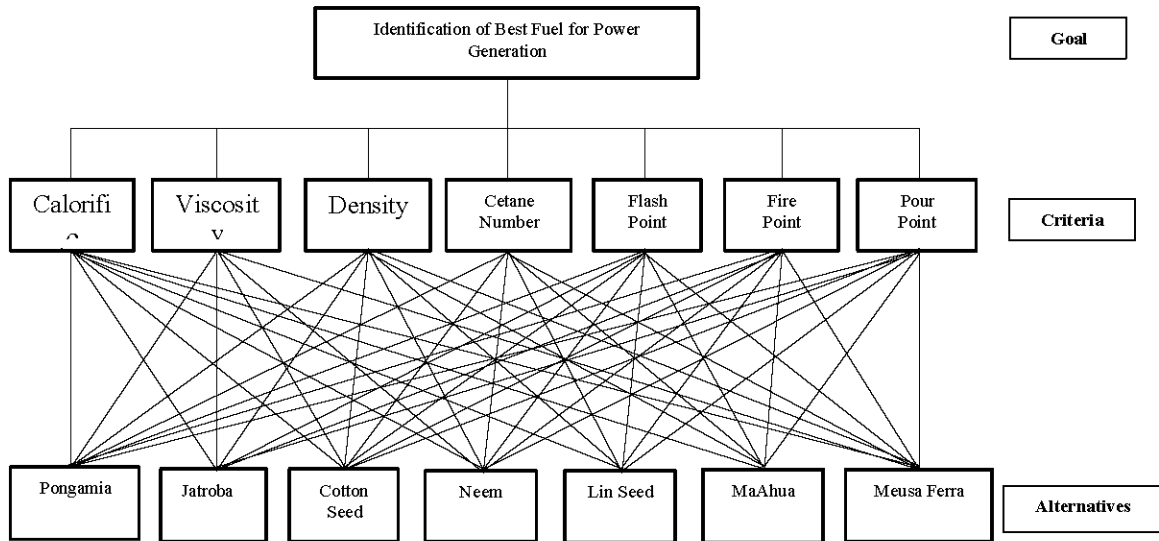 Identification of Best Fuel for Power
Generation
Goal
Calorifi
Viscosit
y
Density
Cetane
Number
Flash
Point
Fire
Point
Pour
Point
Criteria
Pongamia
Jatroba
Cotton
Seed
Neem
Lin Seed
MaAhua
Meusa Ferra
Alternatives